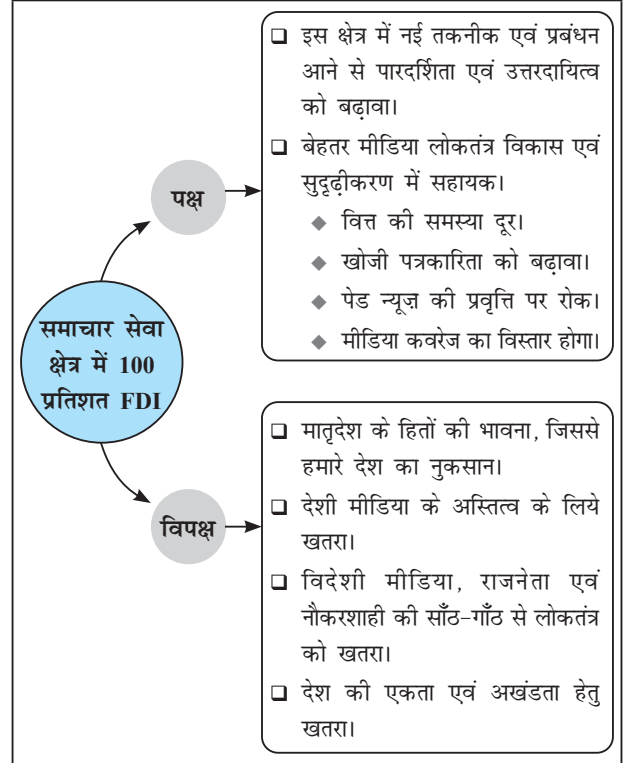 समाचार सेवा
क्षेत्र में 100
प्रतिशत FDI
पक्ष
❑ इस क्षेत्र में नई तकनीक एवं प्रबंधन
आने से पारदर्शिता एवं उत्तरदायित्व
को बढ़ावा।
❑ बेहतर मीडिया लोकतंत्र विकास एवं
सुदृढ़ीकरण में सहायक।
◆ वित्त की समस्या दूर।
◆ खोजी पत्रकारिता को बढ़ावा।
◆ पेड न्यूज़ की प्रवृत्ति पर रोक।
◆ मीडिया कवरेज का विस्तार होगा।
विपक्ष
❑ मातृदेश के हितों की भावना, जिससे
हमारे देश का नुकसान।
❑ देशी मीडिया के अस्तित्व के लिये
खतरा।
❑ विदेशी मीडिया, राजनेता एवं
नौकरशाही की साँठ-गाँठ से लोकतंत्र
को खतरा।
❑ देश की एकता एवं अखंडता हेतु
खतरा।